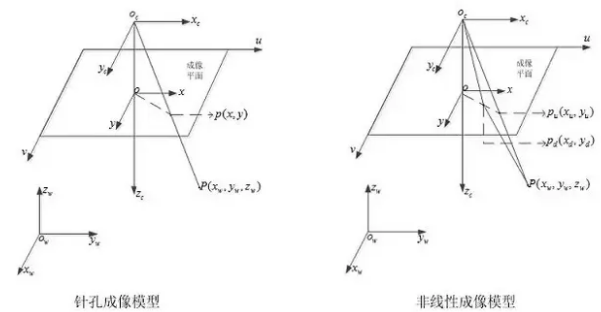 o_c
x_c
u
y_c
成像
平面
o
x
y
p(x, y)
v
P(x_w, y_w, z_w)
z_c
z_w
o_w
y_w
x_w
针孔成像模型
o_c
x_c
u
y_c
成像
平面
o
x
y
p_u(x_u, y_u)
p_d(x_d, y_d)
v
P(x_w, y_w, z_w)
z_c
z_w
o_w
y_w
x_w
非线性成像模型